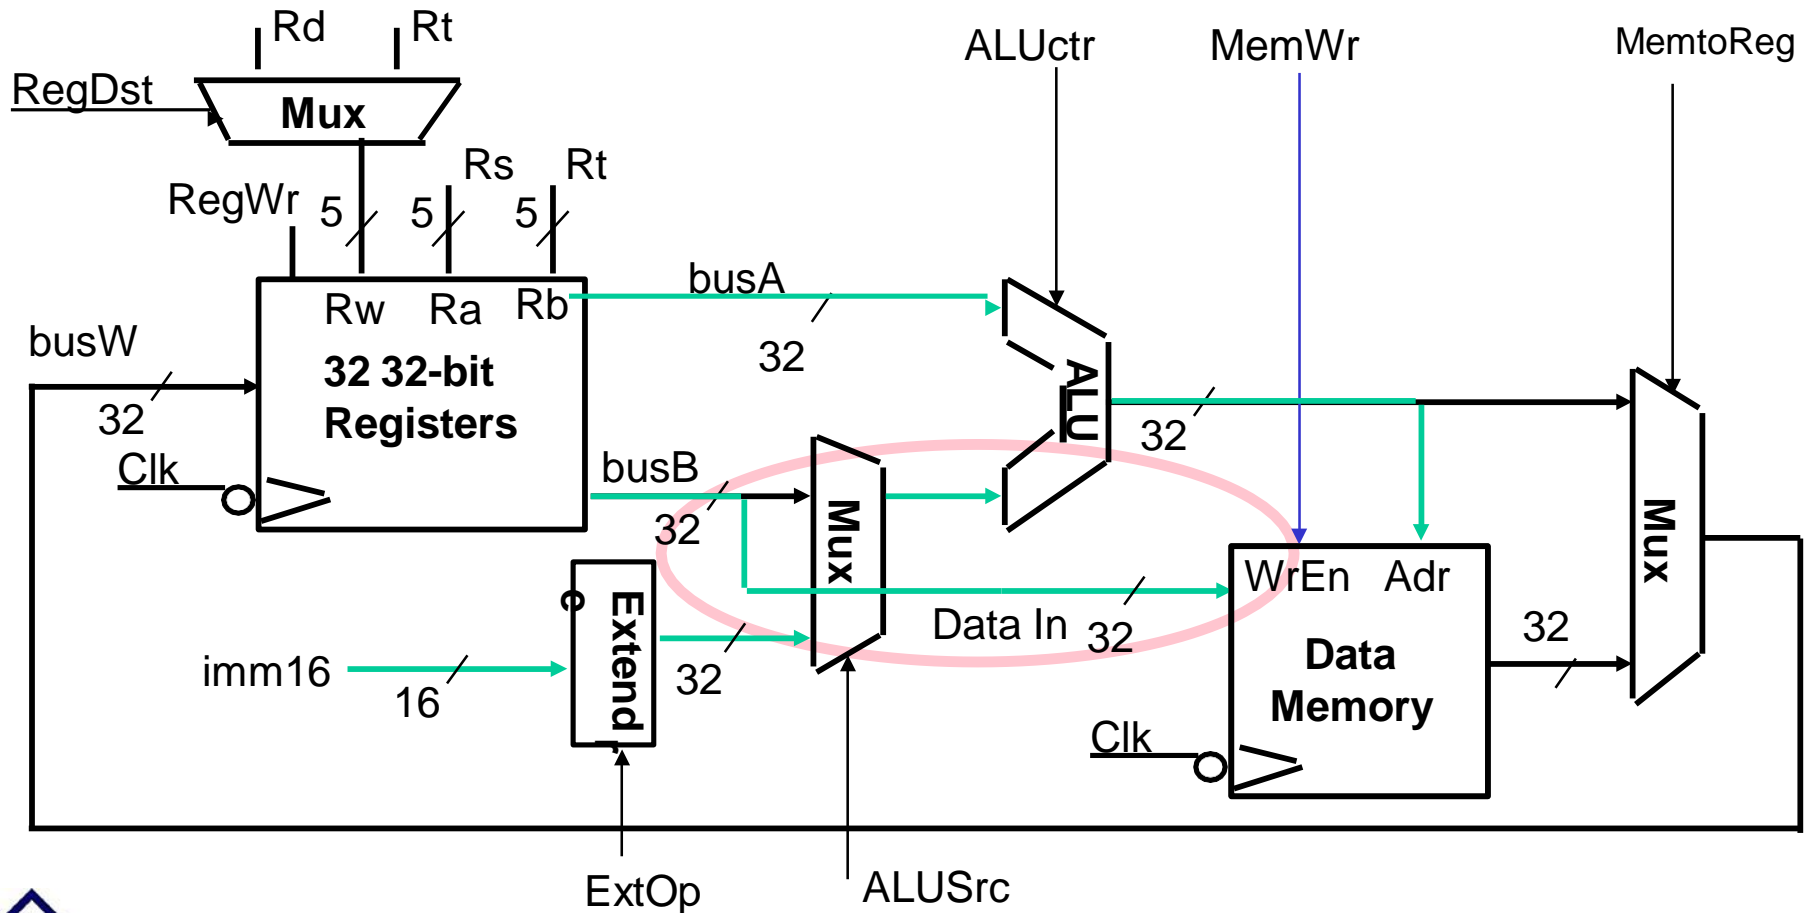 Rd
Rt
ALUctr
MemWr
MemtoReg
RegDst
Mux
Rs
Rt
RegWr
5
5
5
busA
Rw
Ra
Rb
busW
32
32 32-bit
Registers
32
ALU
32
Clk
busB
32
Mux
Mux
WrEn
Adr
Extende
r
Data In
32
32
imm16
16
32
Data
Memory
Clk
ExtOp
ALUSrc